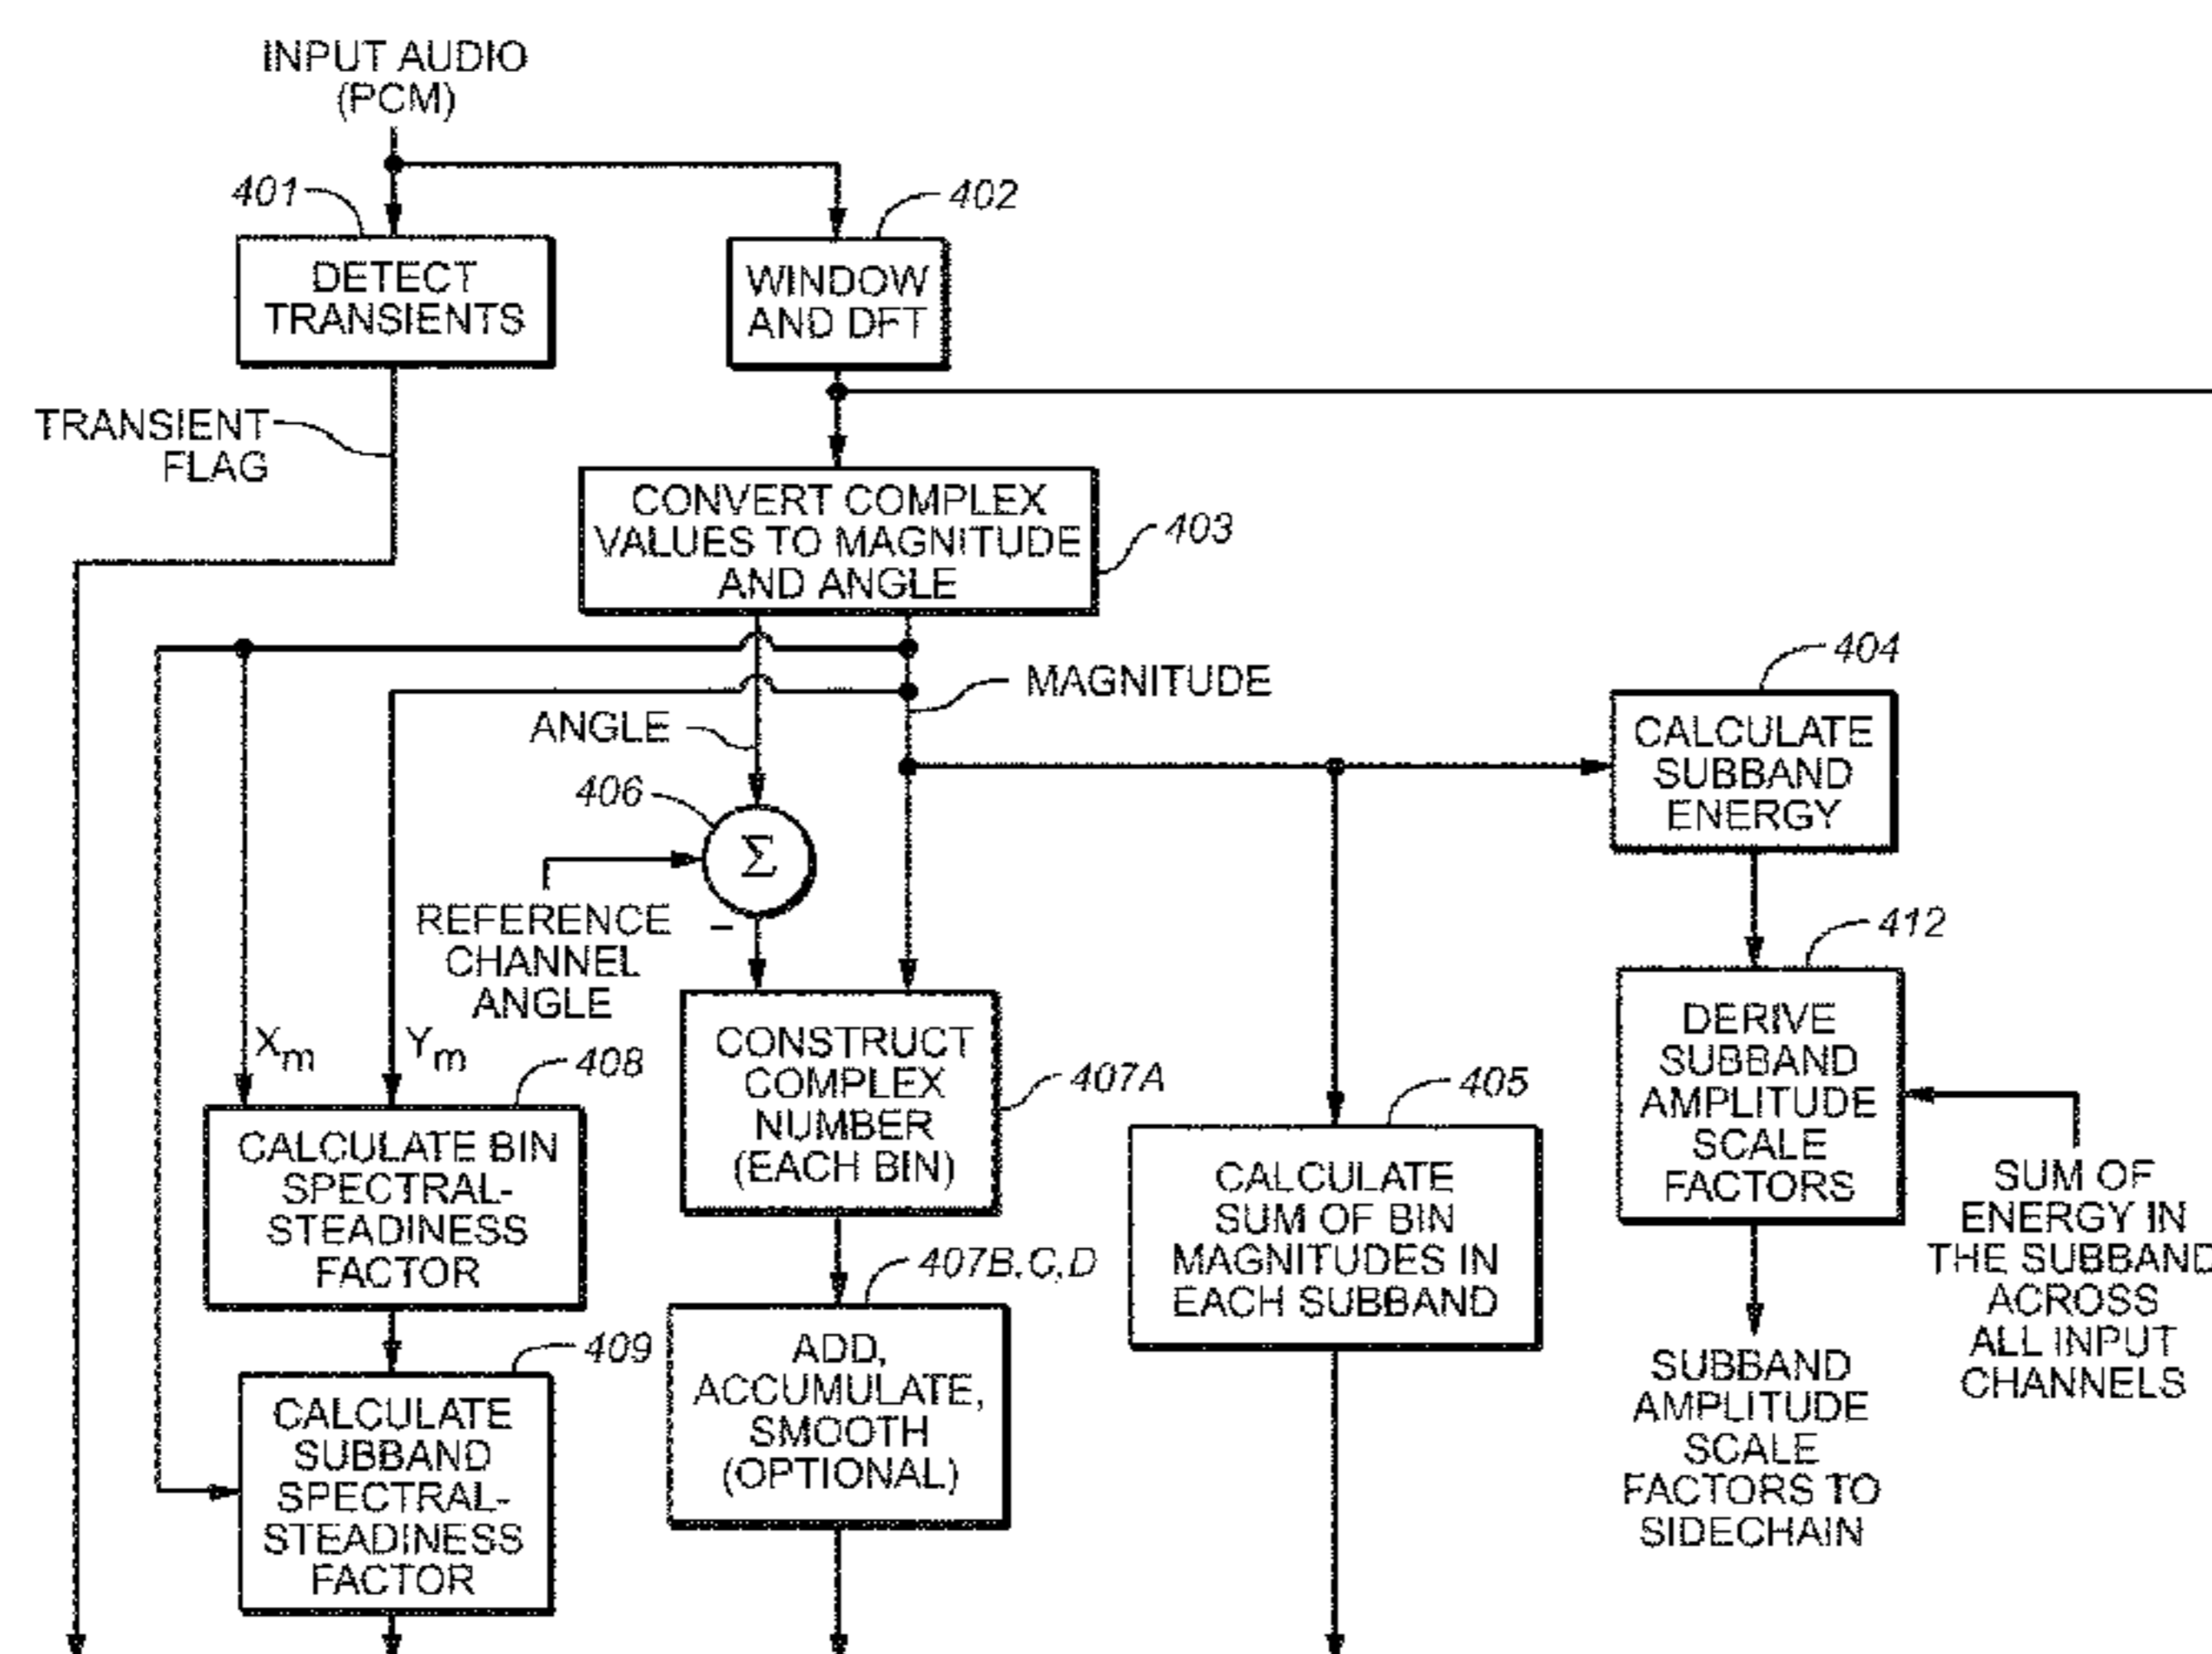 INPUT AUDIO
(PCM)
401
402
DETECT
TRANSIENTS
WINDOW
AND DFT
TRANSIENT
FLAG
CONVERT COMPLEX
VALUES TO MAGNITUDE
AND ANGLE
403
404
MAGNITUDE
ANGLE
CALCULATE
SUBBAND
ENERGY
406
Σ
REFERENCE
CHANNEL
ANGLE
−
412
DERIVE
SUBBAND
AMPLITUDE
SCALE
FACTORS
Xm
Ym
408
CONSTRUCT
COMPLEX
NUMBER
(EACH BIN)
407A
405
CALCULATE BIN
SPECTRAL-
STEADINESS
FACTOR
CALCULATE
SUM OF BIN
MAGNITUDES IN
EACH SUBBAND
SUM OF
ENERGY IN
THE SUBBAND
ACROSS
ALL INPUT
CHANNELS
407B,C,D
409
ADD,
ACCUMULATE,
SMOOTH
(OPTIONAL)
CALCULATE
SUBBAND
SPECTRAL-
STEADINESS
FACTOR
SUBBAND
AMPLITUDE
SCALE
FACTORS TO
SIDECHAIN